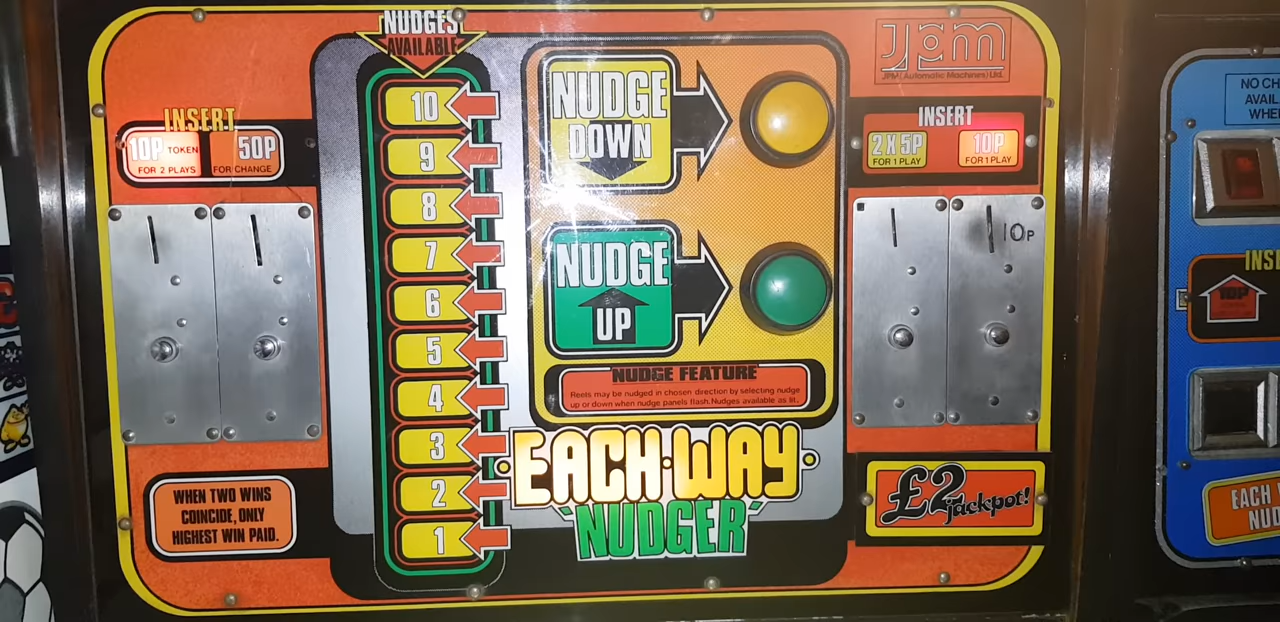 NUDGES
AVAILABLE
10
9
8
7
6
5
4
3
2
1
INSERT
10P TOKEN
FOR 2 PLAYS
50P
FOR CHANGE
WHEN TWO WINS
COINCIDE, ONLY
HIGHEST WIN PAID.
NUDGE
DOWN
NUDGE
UP
NUDGE FEATURE
Reels may be nudged in chosen direction by selecting nudge
up or down when nudge panels flash. Nudges available as lit.
EACH·WAY
NUDGER
JPM
JPM (Automatic Machines) Ltd.
INSERT
2 X 5P
FOR 1 PLAY
10P
FOR 1 PLAY
10P
£2
jackpot!
NO CH
AVAIL
WHE
INSE
10P
EACH
NUD